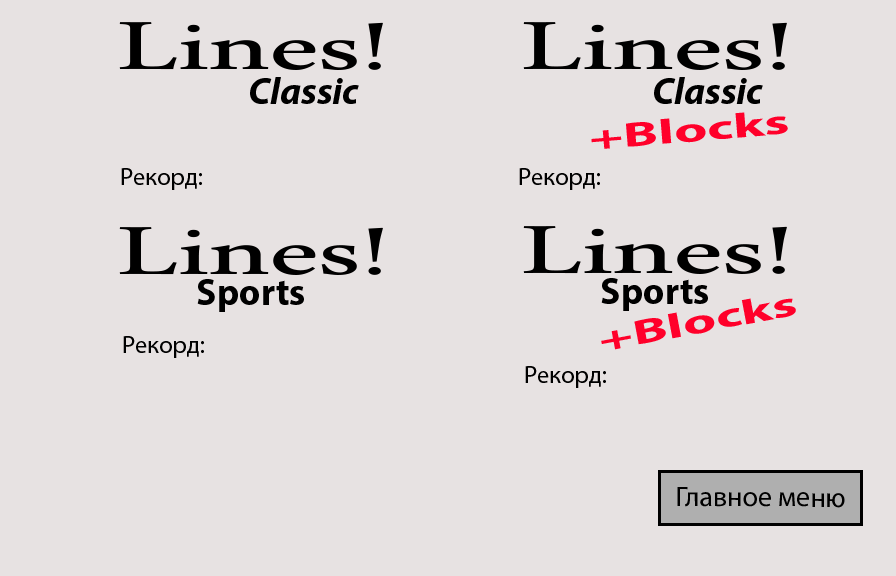 Lines!
Classic
Рекорд:
Lines!
Classic
+Blocks
Рекорд:
Lines!
Sports
Рекорд:
Lines!
Sports
+Blocks
Рекорд:
Главное меню